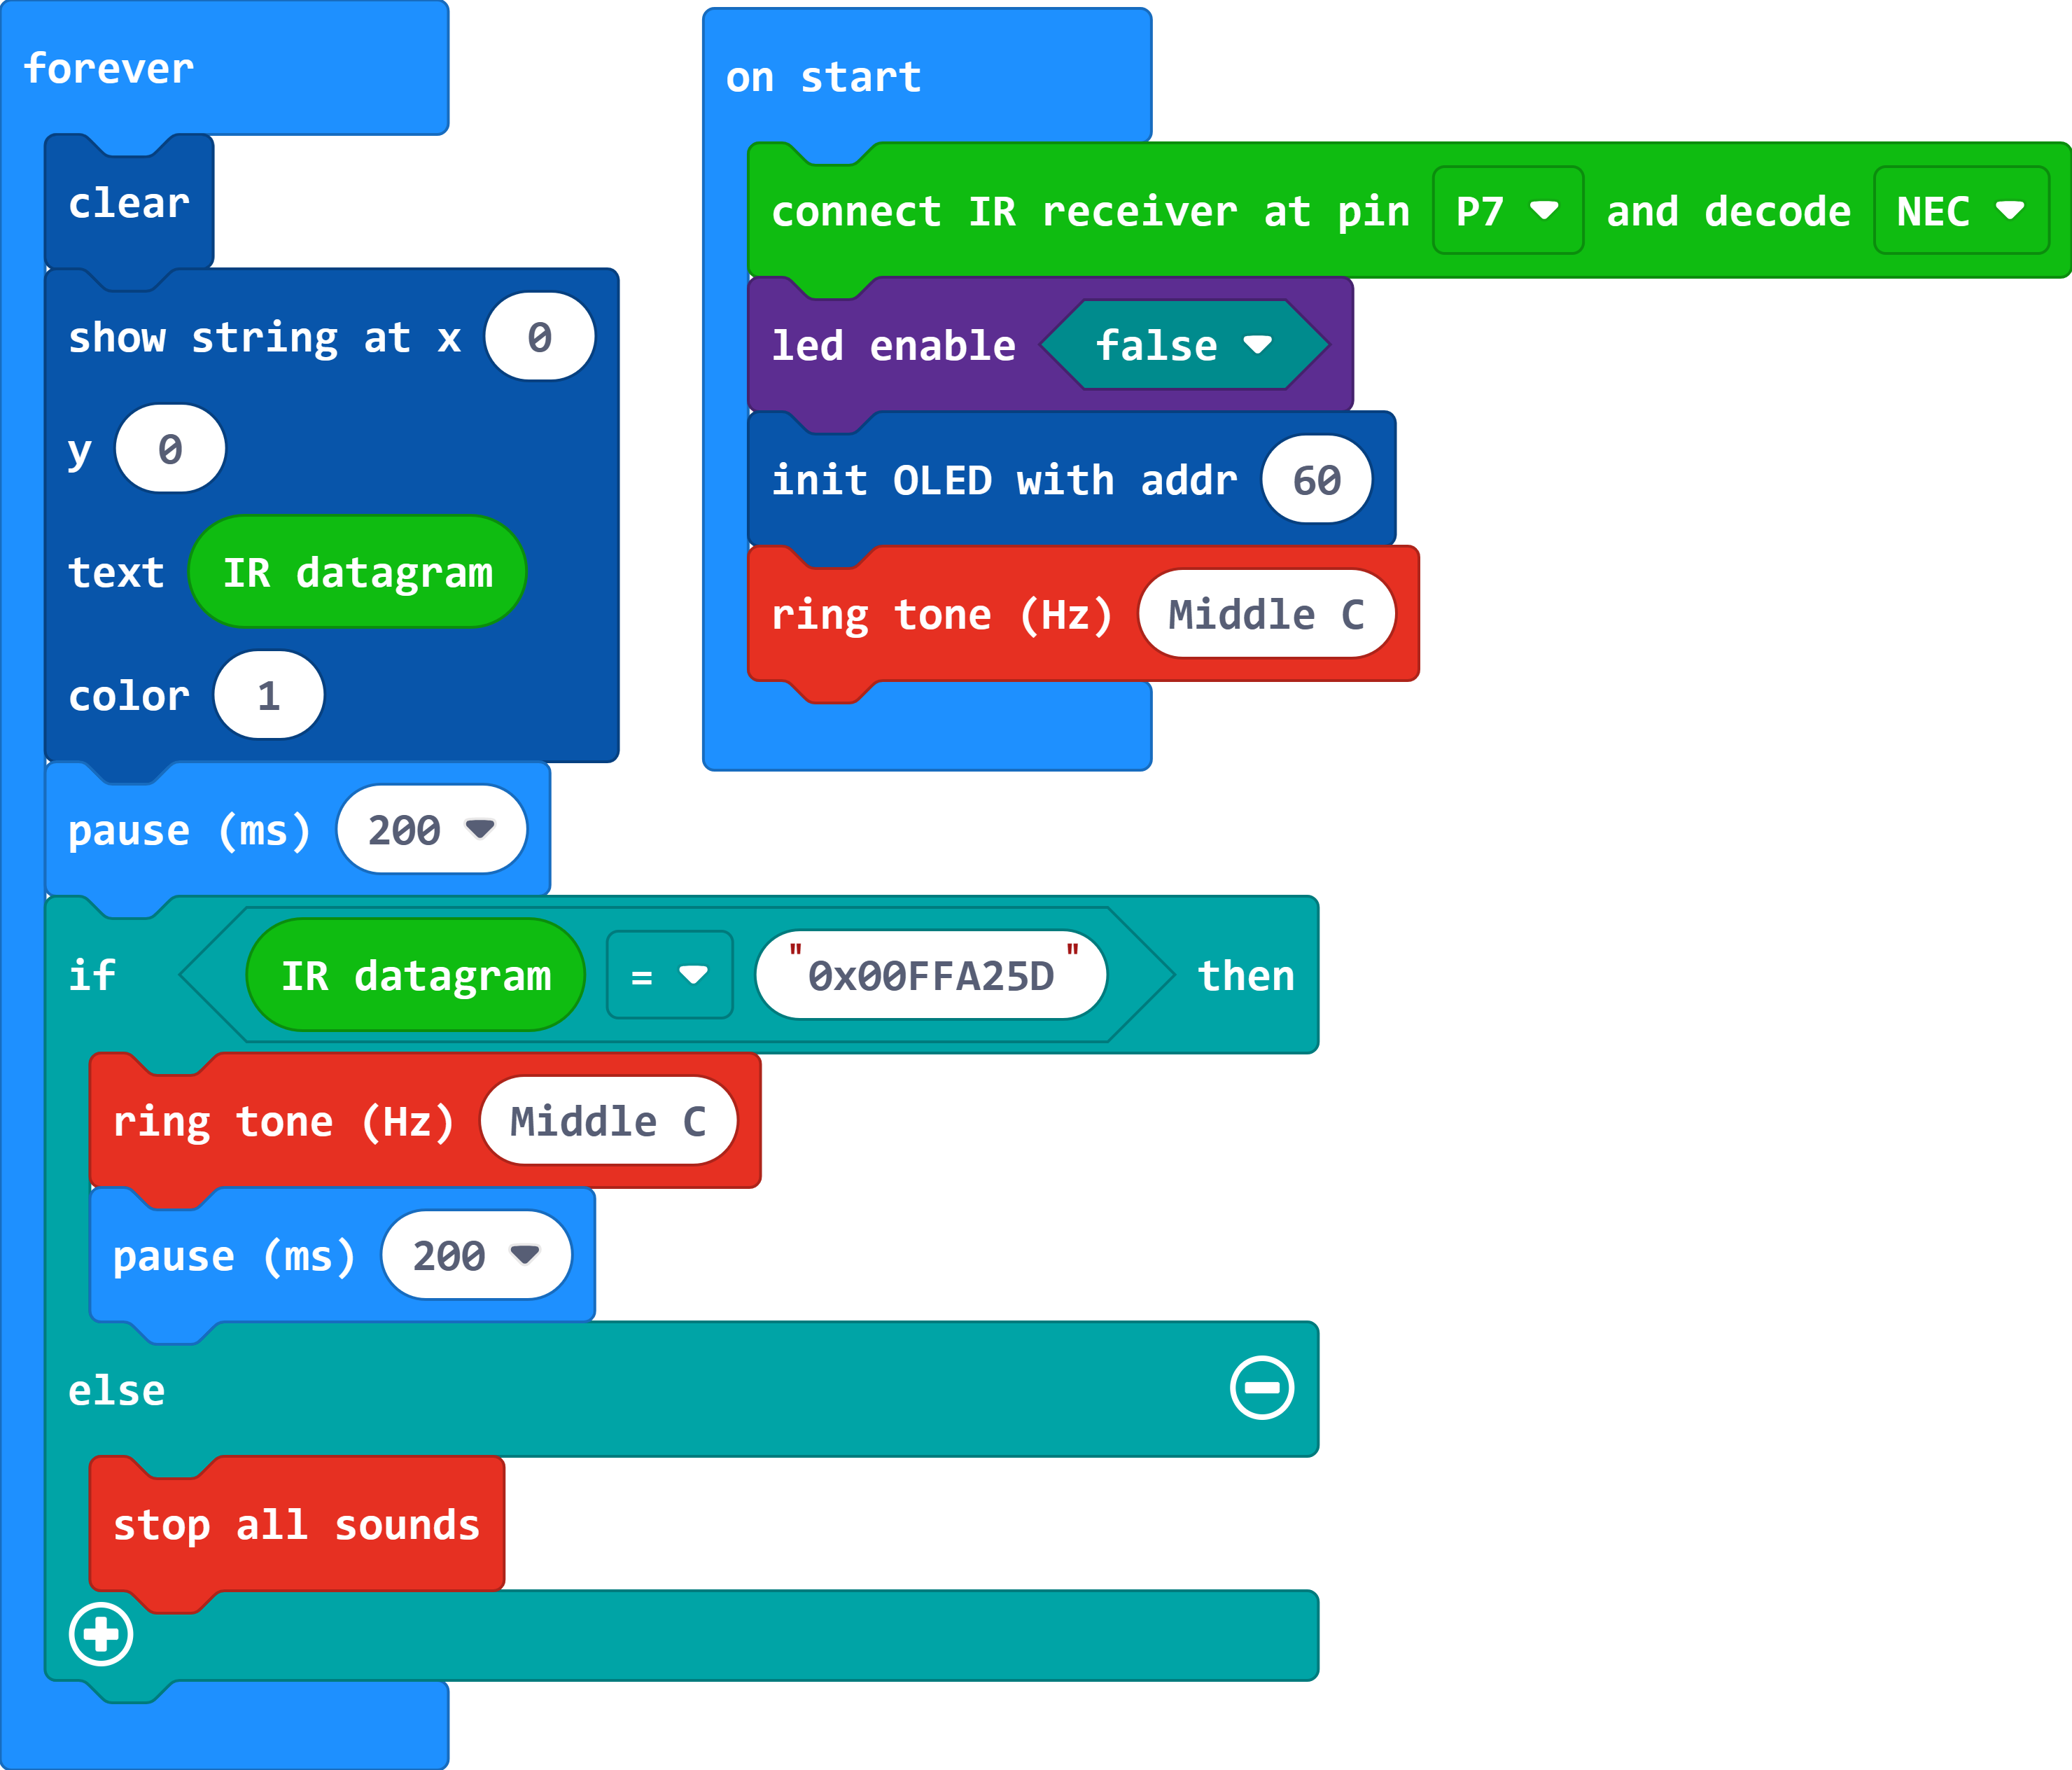 forever
clear
show string at x 0
y 0
text IR datagram
color 1
pause (ms) 200
if IR datagram = "0x00FFA25D" then
ring tone (Hz) Middle C
pause (ms) 200
else
stop all sounds
on start
connect IR receiver at pin P7 and decode NEC
led enable false
init OLED with addr 60
ring tone (Hz) Middle C